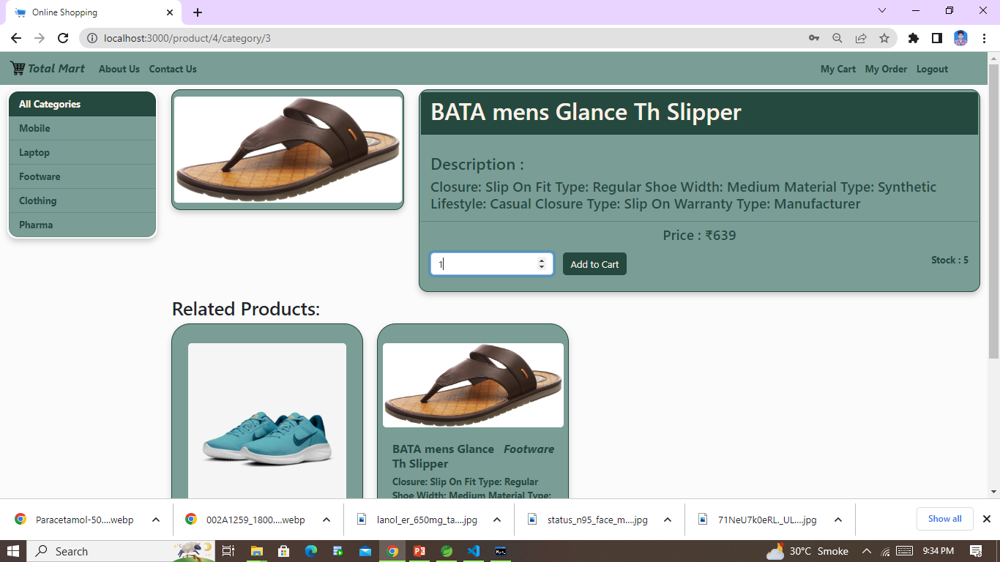 Online Shopping
localhost:3000/product/4/category/3
Total Mart About Us Contact Us My Cart My Order Logout
All Categories
Mobile
Laptop
Footware
Clothing
Pharma
BATA mens Glance Th Slipper
Description :
Closure: Slip On Fit Type: Regular Shoe Width: Medium Material Type: Synthetic
Lifestyle: Casual Closure Type: Slip On Warranty Type: Manufacturer
Price : ₹639
1 Add to Cart Stock : 5
Related Products:
BATA mens Glance Footware
Th Slipper
Closure: Slip On Fit Type: Regular
Shoe Width: Medium Material Type:
Paracetamol-50....webp 002A1259_1800....webp lanol_er_650mg_ta....jpg status_n95_face_m....jpg 71NeU7k0eRL._UL....jpg Show all
Search 30°C Smoke 9:34 PM